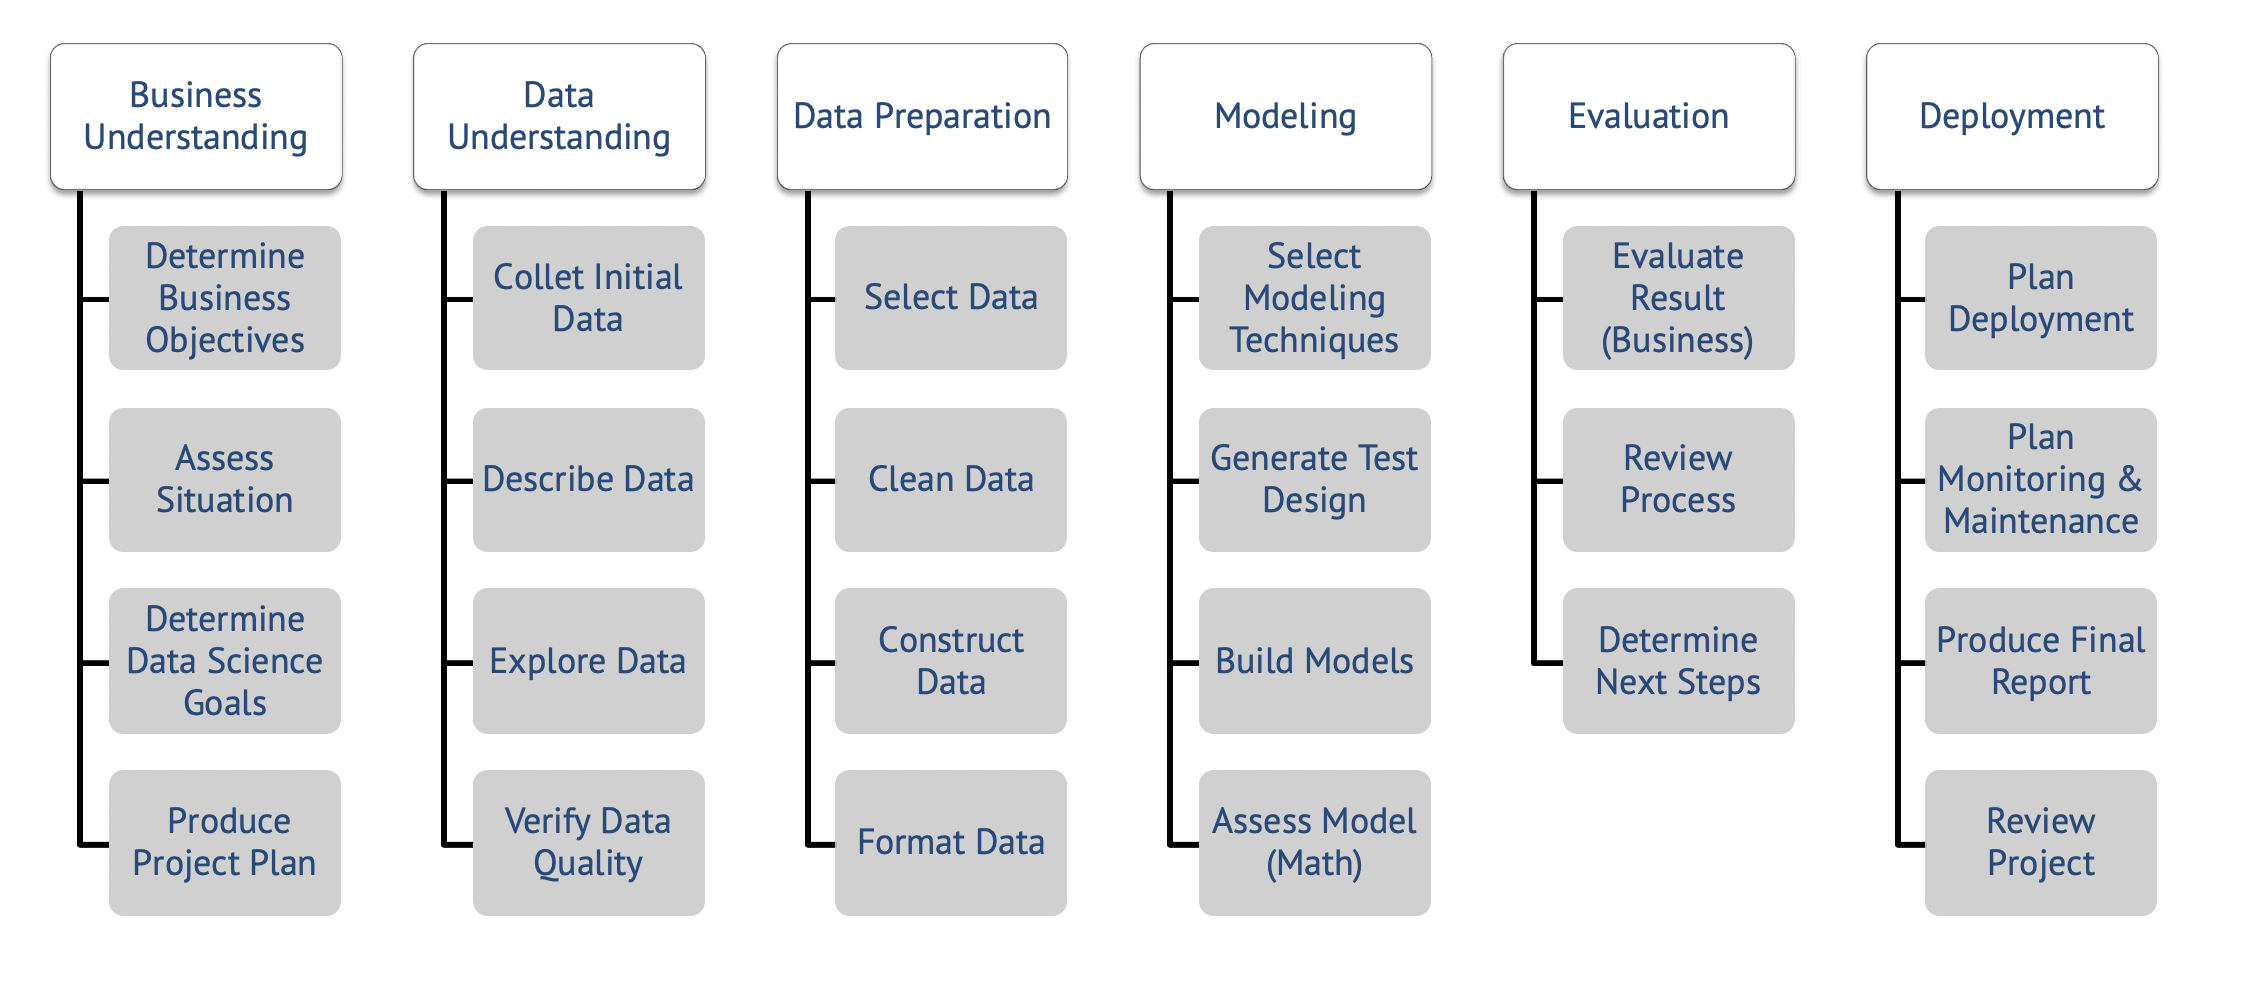 Business
Understanding
Determine
Business
Objectives
Assess
Situation
Determine
Data Science
Goals
Produce
Project Plan
Data
Understanding
Collet Initial
Data
Describe Data
Explore Data
Verify Data
Quality
Data Preparation
Select Data
Clean Data
Construct
Data
Format Data
Modeling
Select
Modeling
Techniques
Generate Test
Design
Build Models
Assess Model
(Math)
Evaluation
Evaluate
Result
(Business)
Review
Process
Determine
Next Steps
Deployment
Plan
Deployment
Plan
Monitoring &
Maintenance
Produce Final
Report
Review
Project